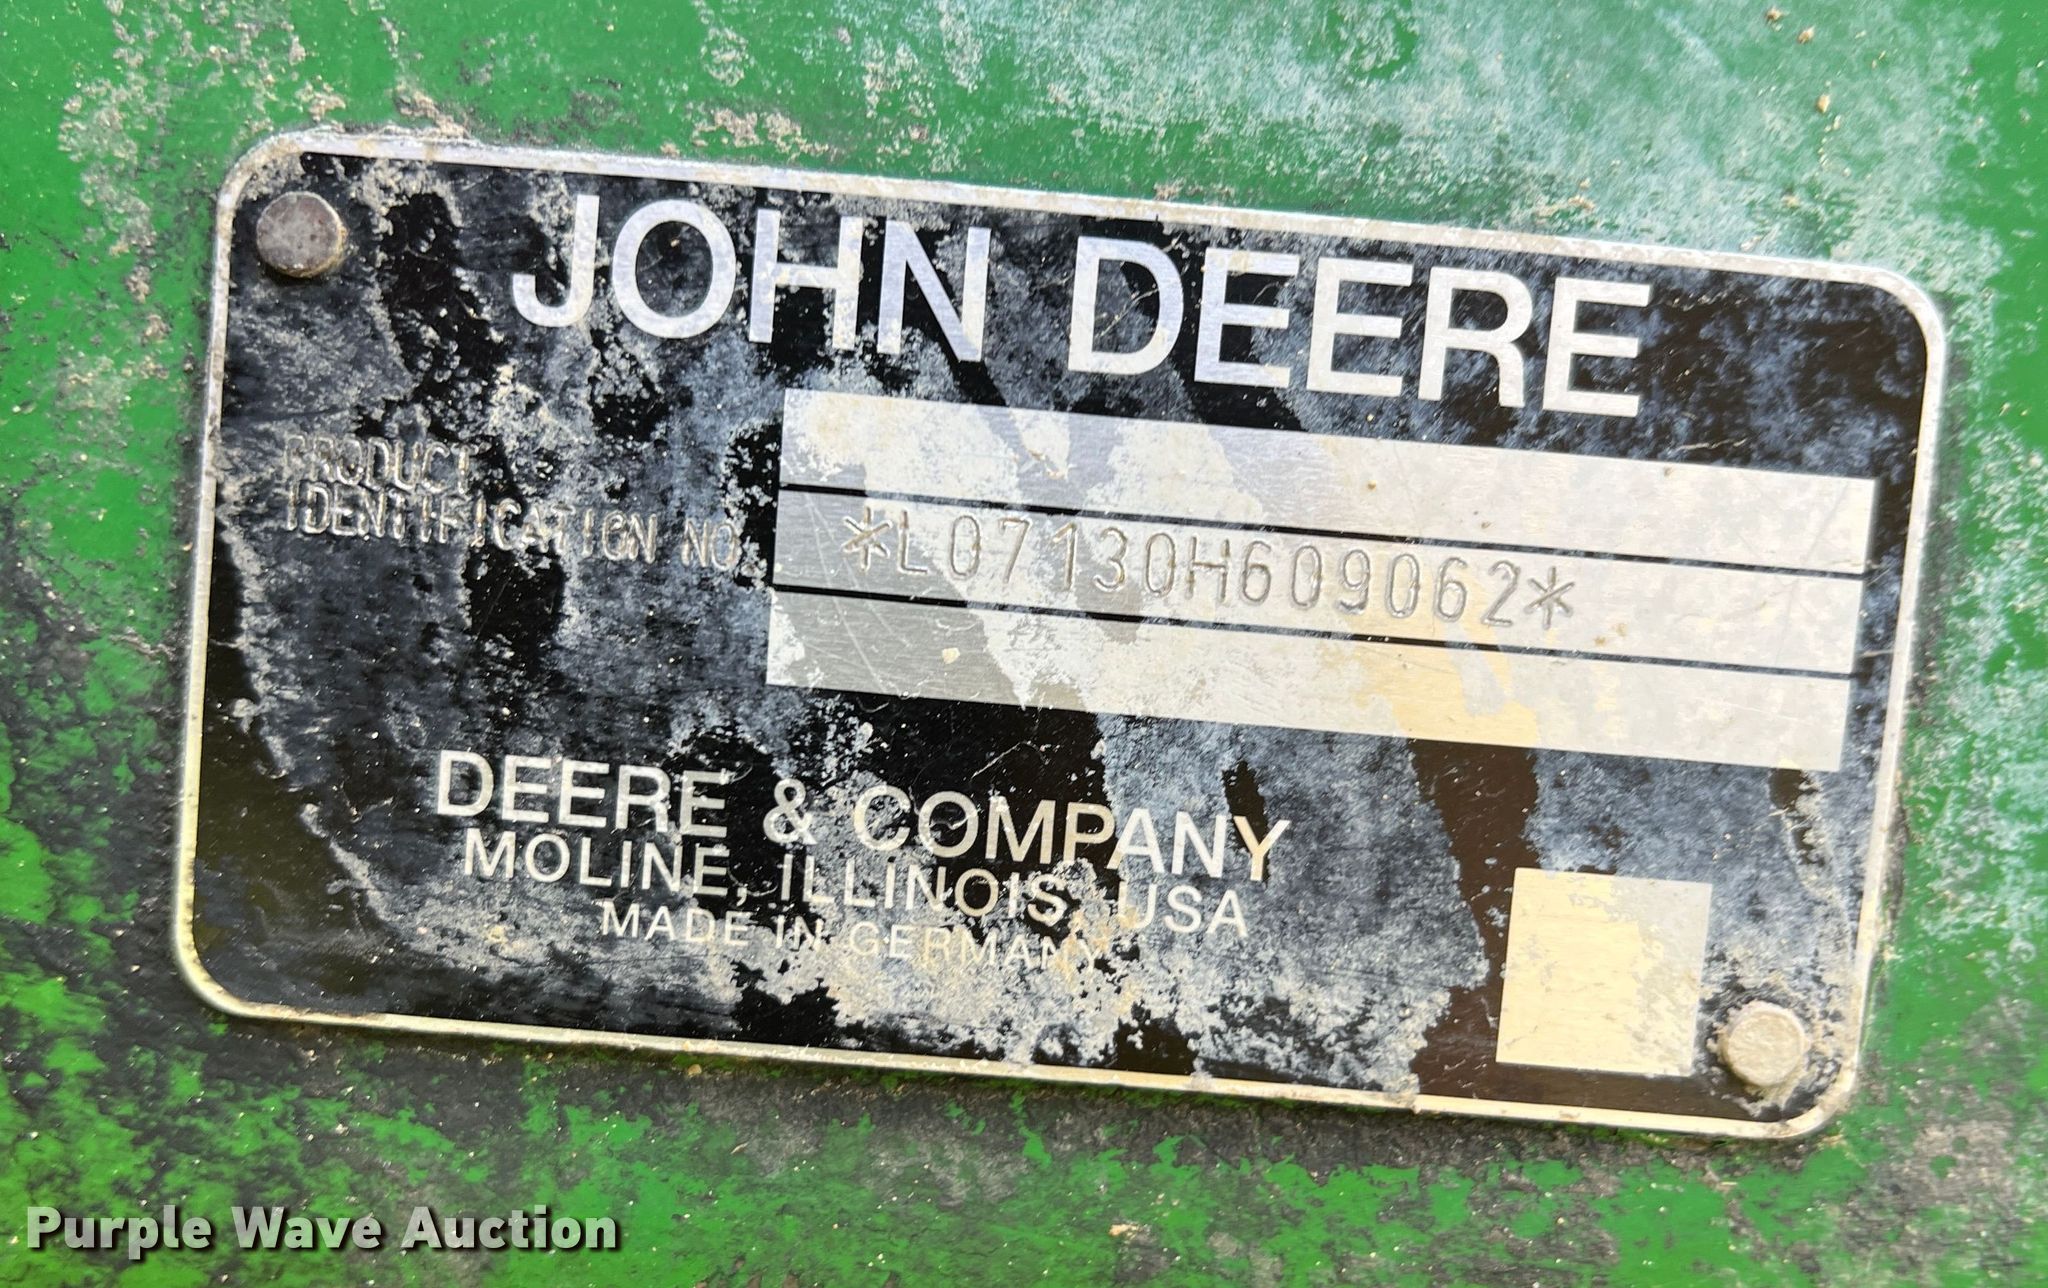 JOHN DEERE
PRODUCT
IDENTIFICATION NO.
*L07130H609062*
DEERE & COMPANY
MOLINE, ILLINOIS, USA
MADE IN GERMANY
Purple Wave Auction